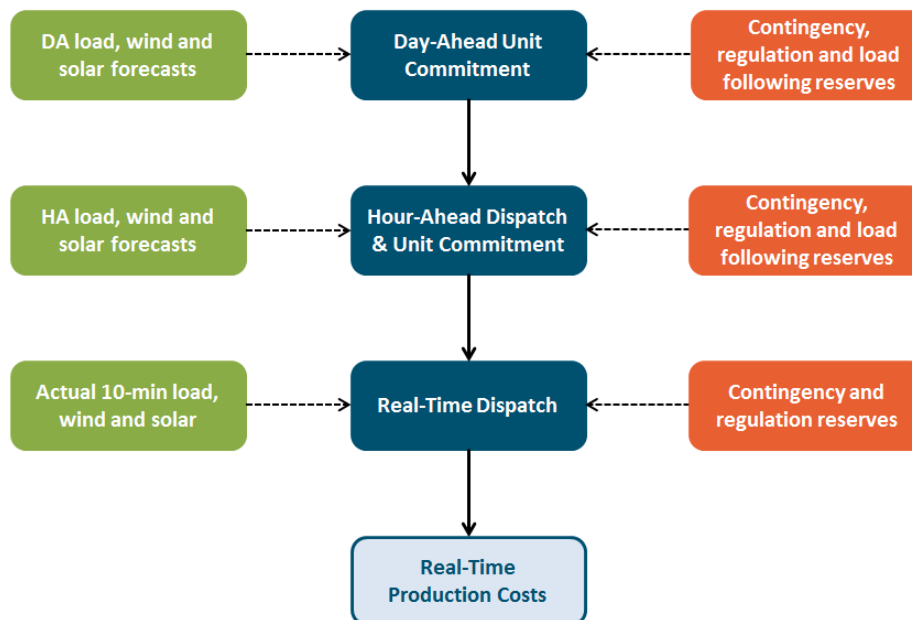 DA load, wind and
solar forecasts
Day-Ahead Unit
Commitment
Contingency,
regulation and load
following reserves
HA load, wind and
solar forecasts
Hour-Ahead Dispatch
& Unit Commitment
Contingency,
regulation and load
following reserves
Actual 10-min load,
wind and solar
Real-Time Dispatch
Contingency and
regulation reserves
Real-Time
Production Costs